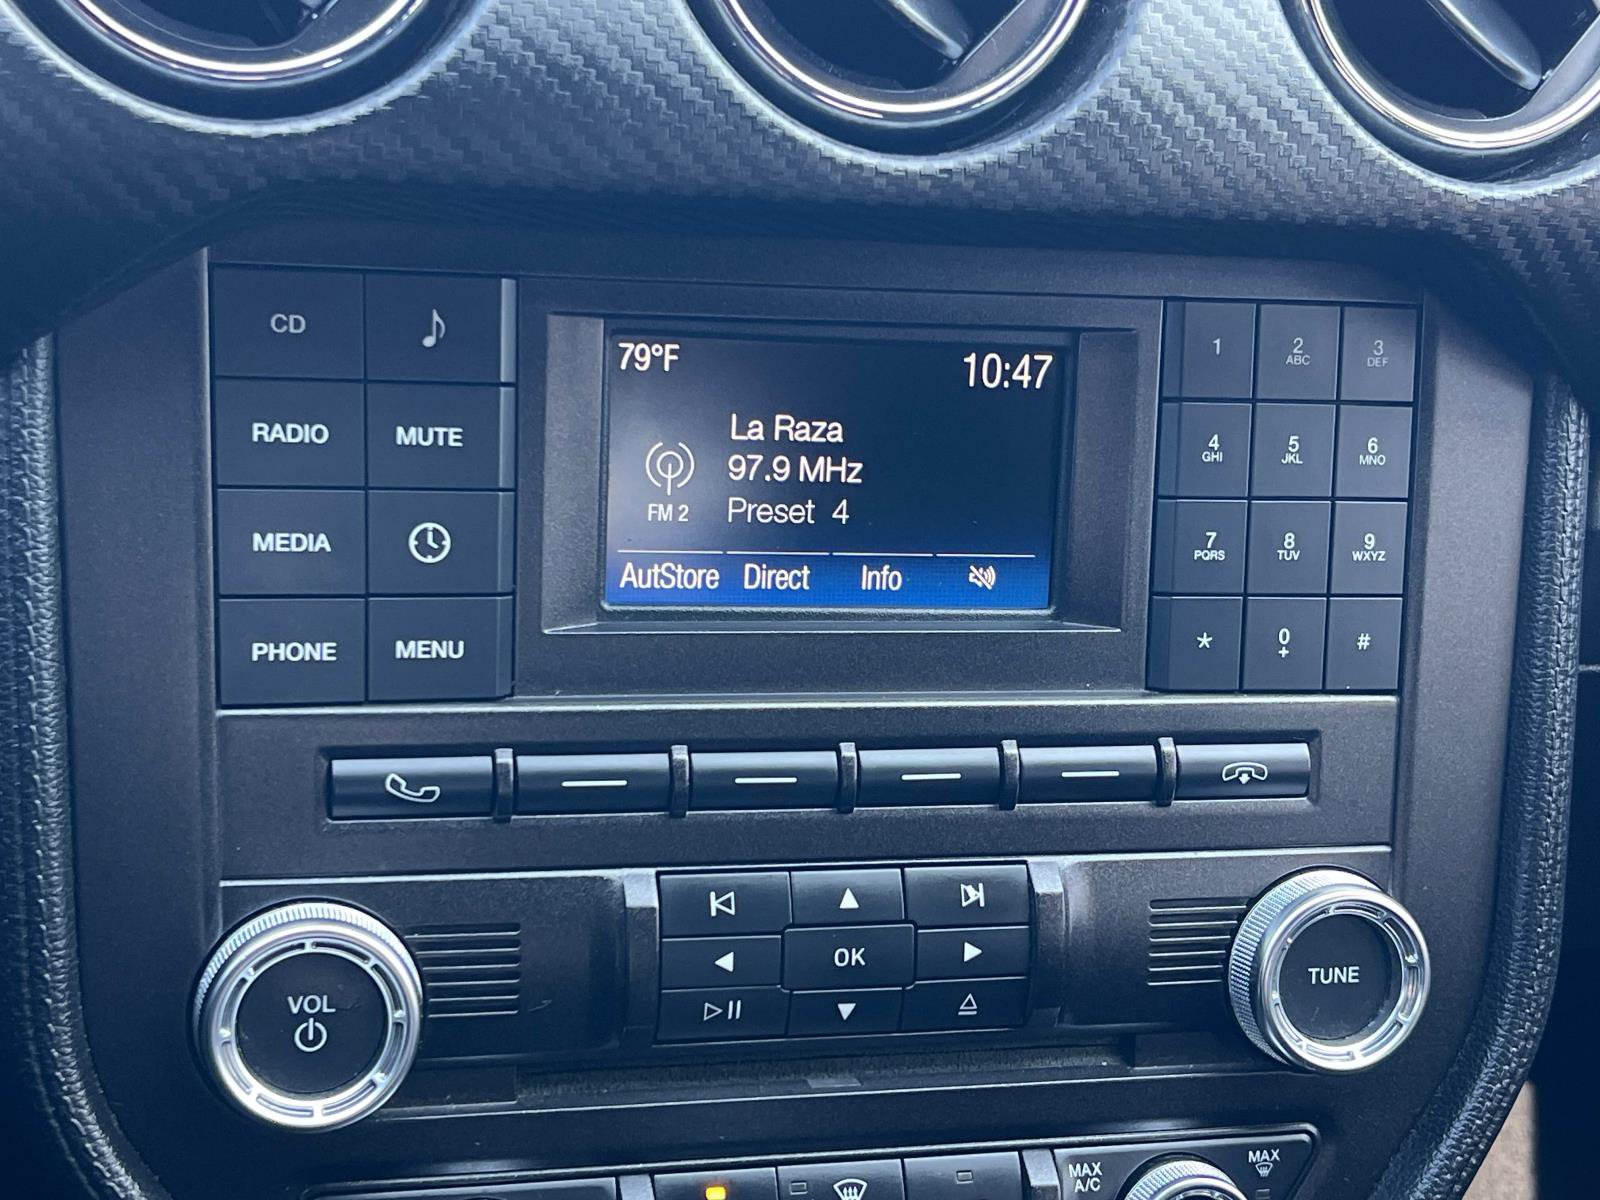 79°F
10:47
La Raza
97.9 MHz
FM 2
Preset 4
AutStore Direct Info
CD
RADIO MUTE
MEDIA
PHONE MENU
1 2 ABC 3 DEF
4 GHI 5 JKL 6 MNO
7 PQRS 8 TUV 9 WXYZ
* 0 + #
OK
VOL
TUNE
MAX A/C
MAX